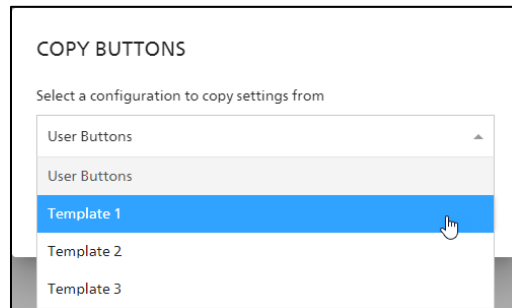 COPY BUTTONS
Select a configuration to copy settings from
User Buttons
User Buttons
Template 1
Template 2
Template 3